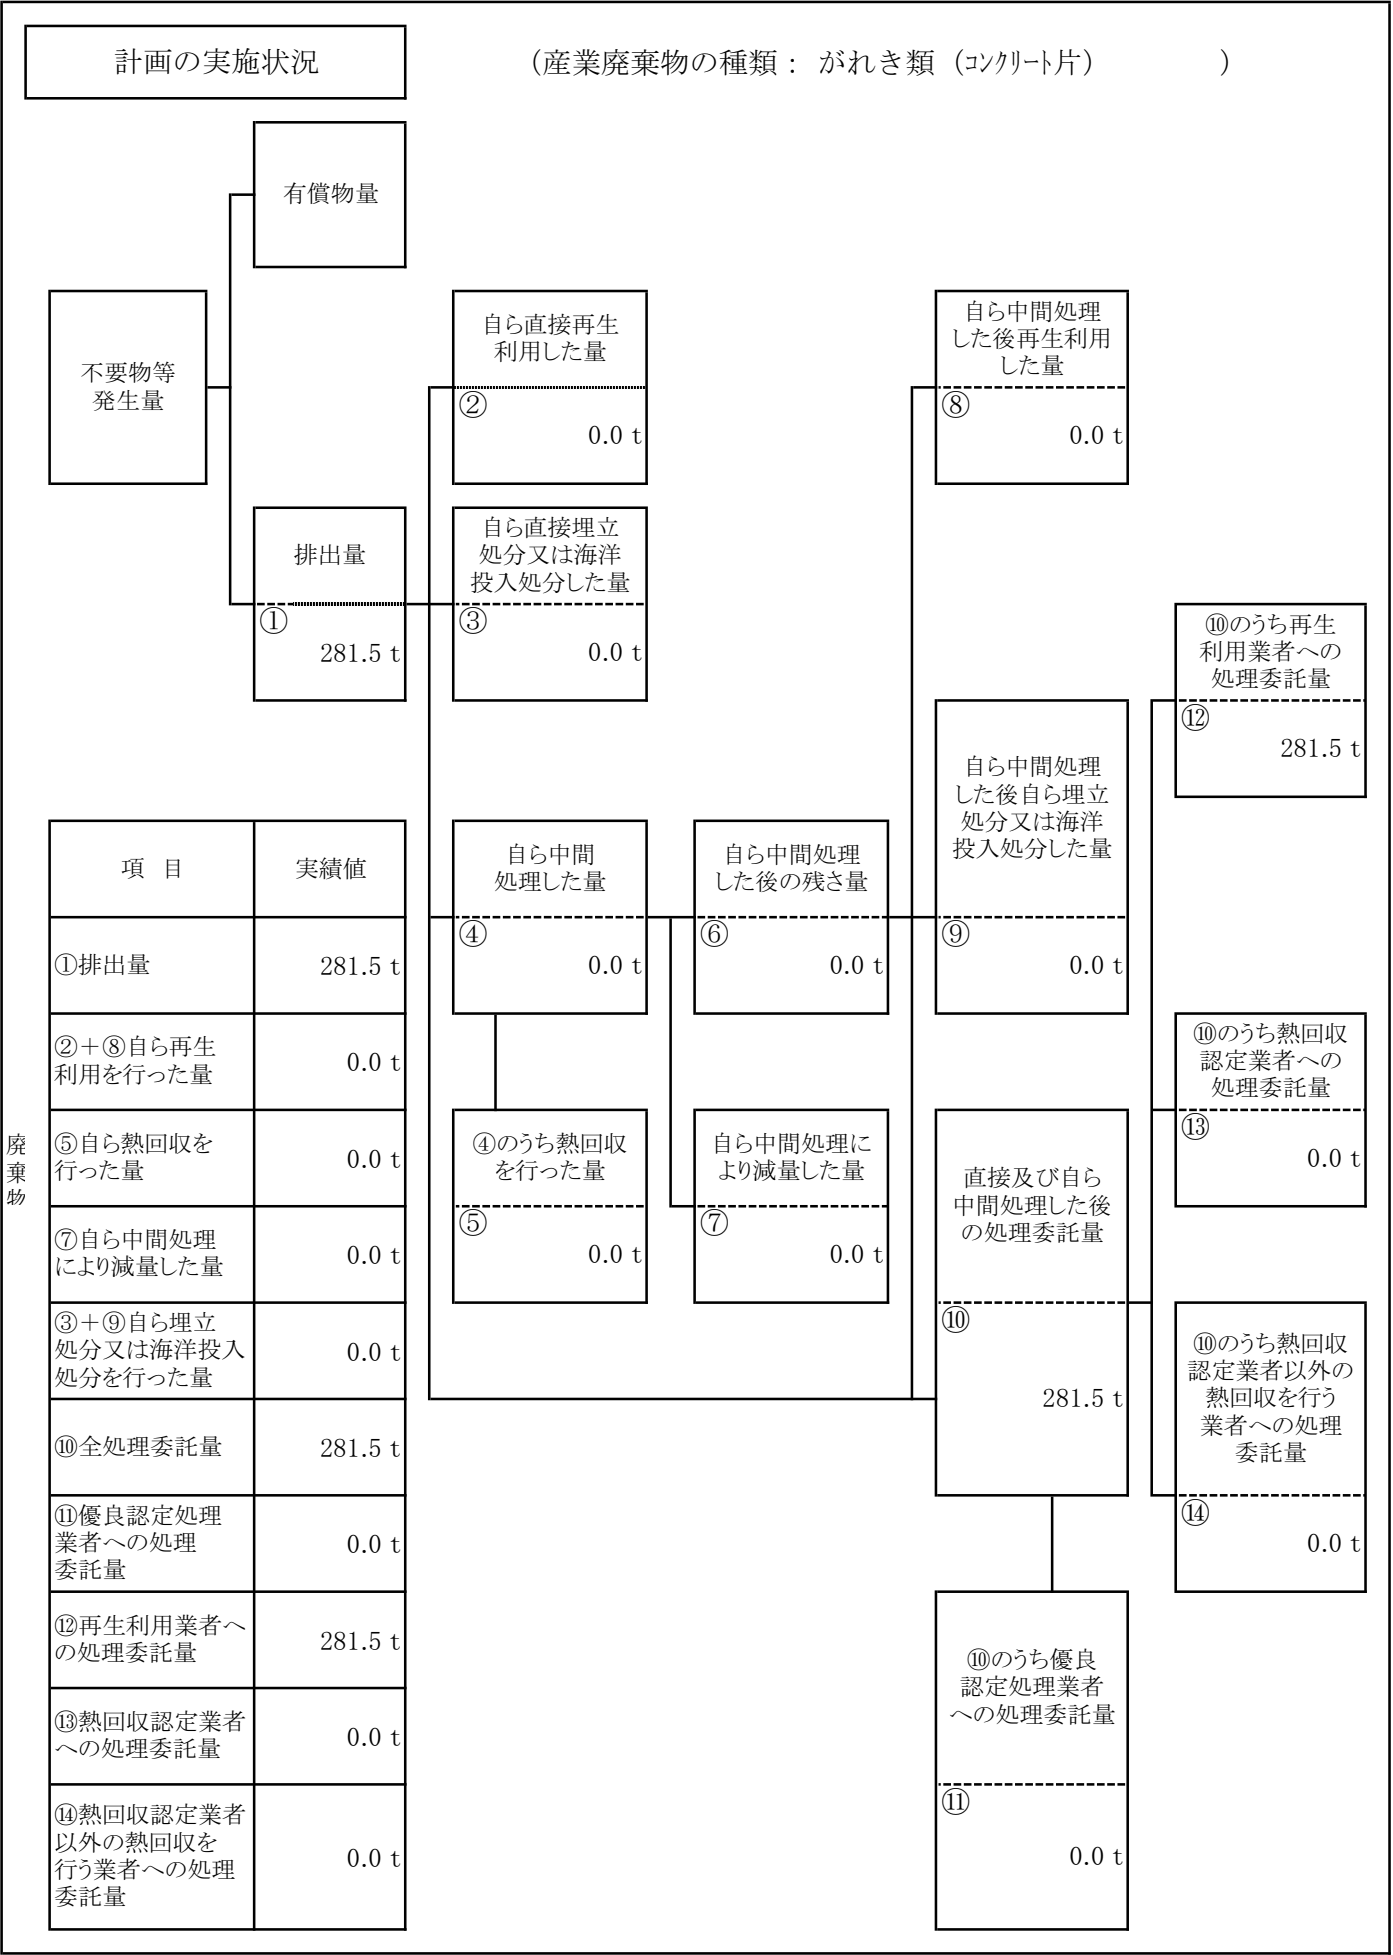 計画の実施状況
（産業廃棄物の種類： がれき類（ｺﾝｸﾘｰﾄ片）　　　　　）
有償物量
不要物等
発生量
自ら直接再生
利用した量
②
0.0 t
自ら中間処理
した後再生利用
した量
⑧
0.0 t
排出量
①
281.5 t
自ら直接埋立
処分又は海洋
投入処分した量
③
0.0 t
⑩のうち再生
利用業者への
処理委託量
⑫
281.5 t
自ら中間処理
した後自ら埋立
処分又は海洋
投入処分した量
⑨
0.0 t
自ら中間
処理した量
④
0.0 t
自ら中間処理
した後の残さ量
⑥
0.0 t
⑩のうち熱回収
認定業者への
処理委託量
⑬
0.0 t
④のうち熱回収
を行った量
⑤
0.0 t
自ら中間処理に
より減量した量
⑦
0.0 t
直接及び自ら
中間処理した後
の処理委託量
⑩
281.5 t
⑩のうち熱回収
認定業者以外の
熱回収を行う
業者への処理
委託量
⑭
0.0 t
⑩のうち優良
認定処理業者
への処理委託量
⑪
0.0 t
項 目　実績値
①排出量　281.5 t
②＋⑧自ら再生
利用を行った量　0.0 t
⑤自ら熱回収を
行った量　0.0 t
⑦自ら中間処理
により減量した量　0.0 t
③＋⑨自ら埋立
処分又は海洋投入
処分を行った量　0.0 t
⑩全処理委託量　281.5 t
⑪優良認定処理
業者への処理
委託量　0.0 t
⑫再生利用業者へ
の処理委託量　281.5 t
⑬熱回収認定業者
への処理委託量　0.0 t
⑭熱回収認定業者
以外の熱回収を
行う業者への処理
委託量　0.0 t
廃
棄
物